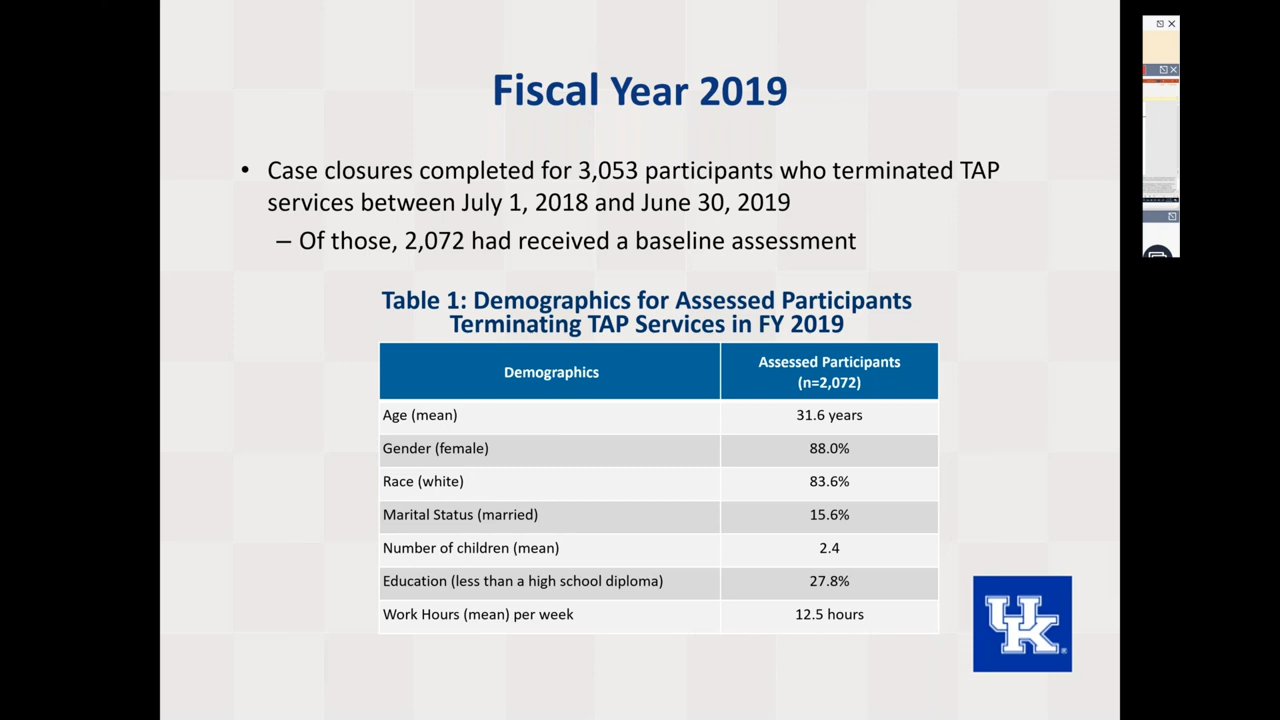 Fiscal Year 2019
• Case closures completed for 3,053 participants who terminated TAP
services between July 1, 2018 and June 30, 2019
– Of those, 2,072 had received a baseline assessment
Table 1: Demographics for Assessed Participants
Terminating TAP Services in FY 2019
Demographics
Assessed Participants
(n=2,072)
Age (mean) 31.6 years
Gender (female) 88.0%
Race (white) 83.6%
Marital Status (married) 15.6%
Number of children (mean) 2.4
Education (less than a high school diploma) 27.8%
Work Hours (mean) per week 12.5 hours
UK®